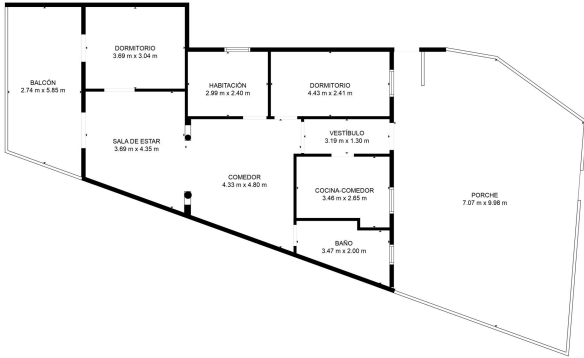 DORMITORIO
3.69 m x 3.04 m
BALCÓN
2.74 m x 5.85 m
HABITACIÓN
2.99 m x 2.40 m
DORMITORIO
4.43 m x 2.41 m
SALA DE ESTAR
3.69 m x 4.35 m
VESTÍBULO
3.19 m x 1.30 m
COMEDOR
4.33 m x 4.80 m
COCINA-COMEDOR
3.46 m x 2.65 m
PORCHE
7.07 m x 9.98 m
BAÑO
3.47 m x 2.00 m